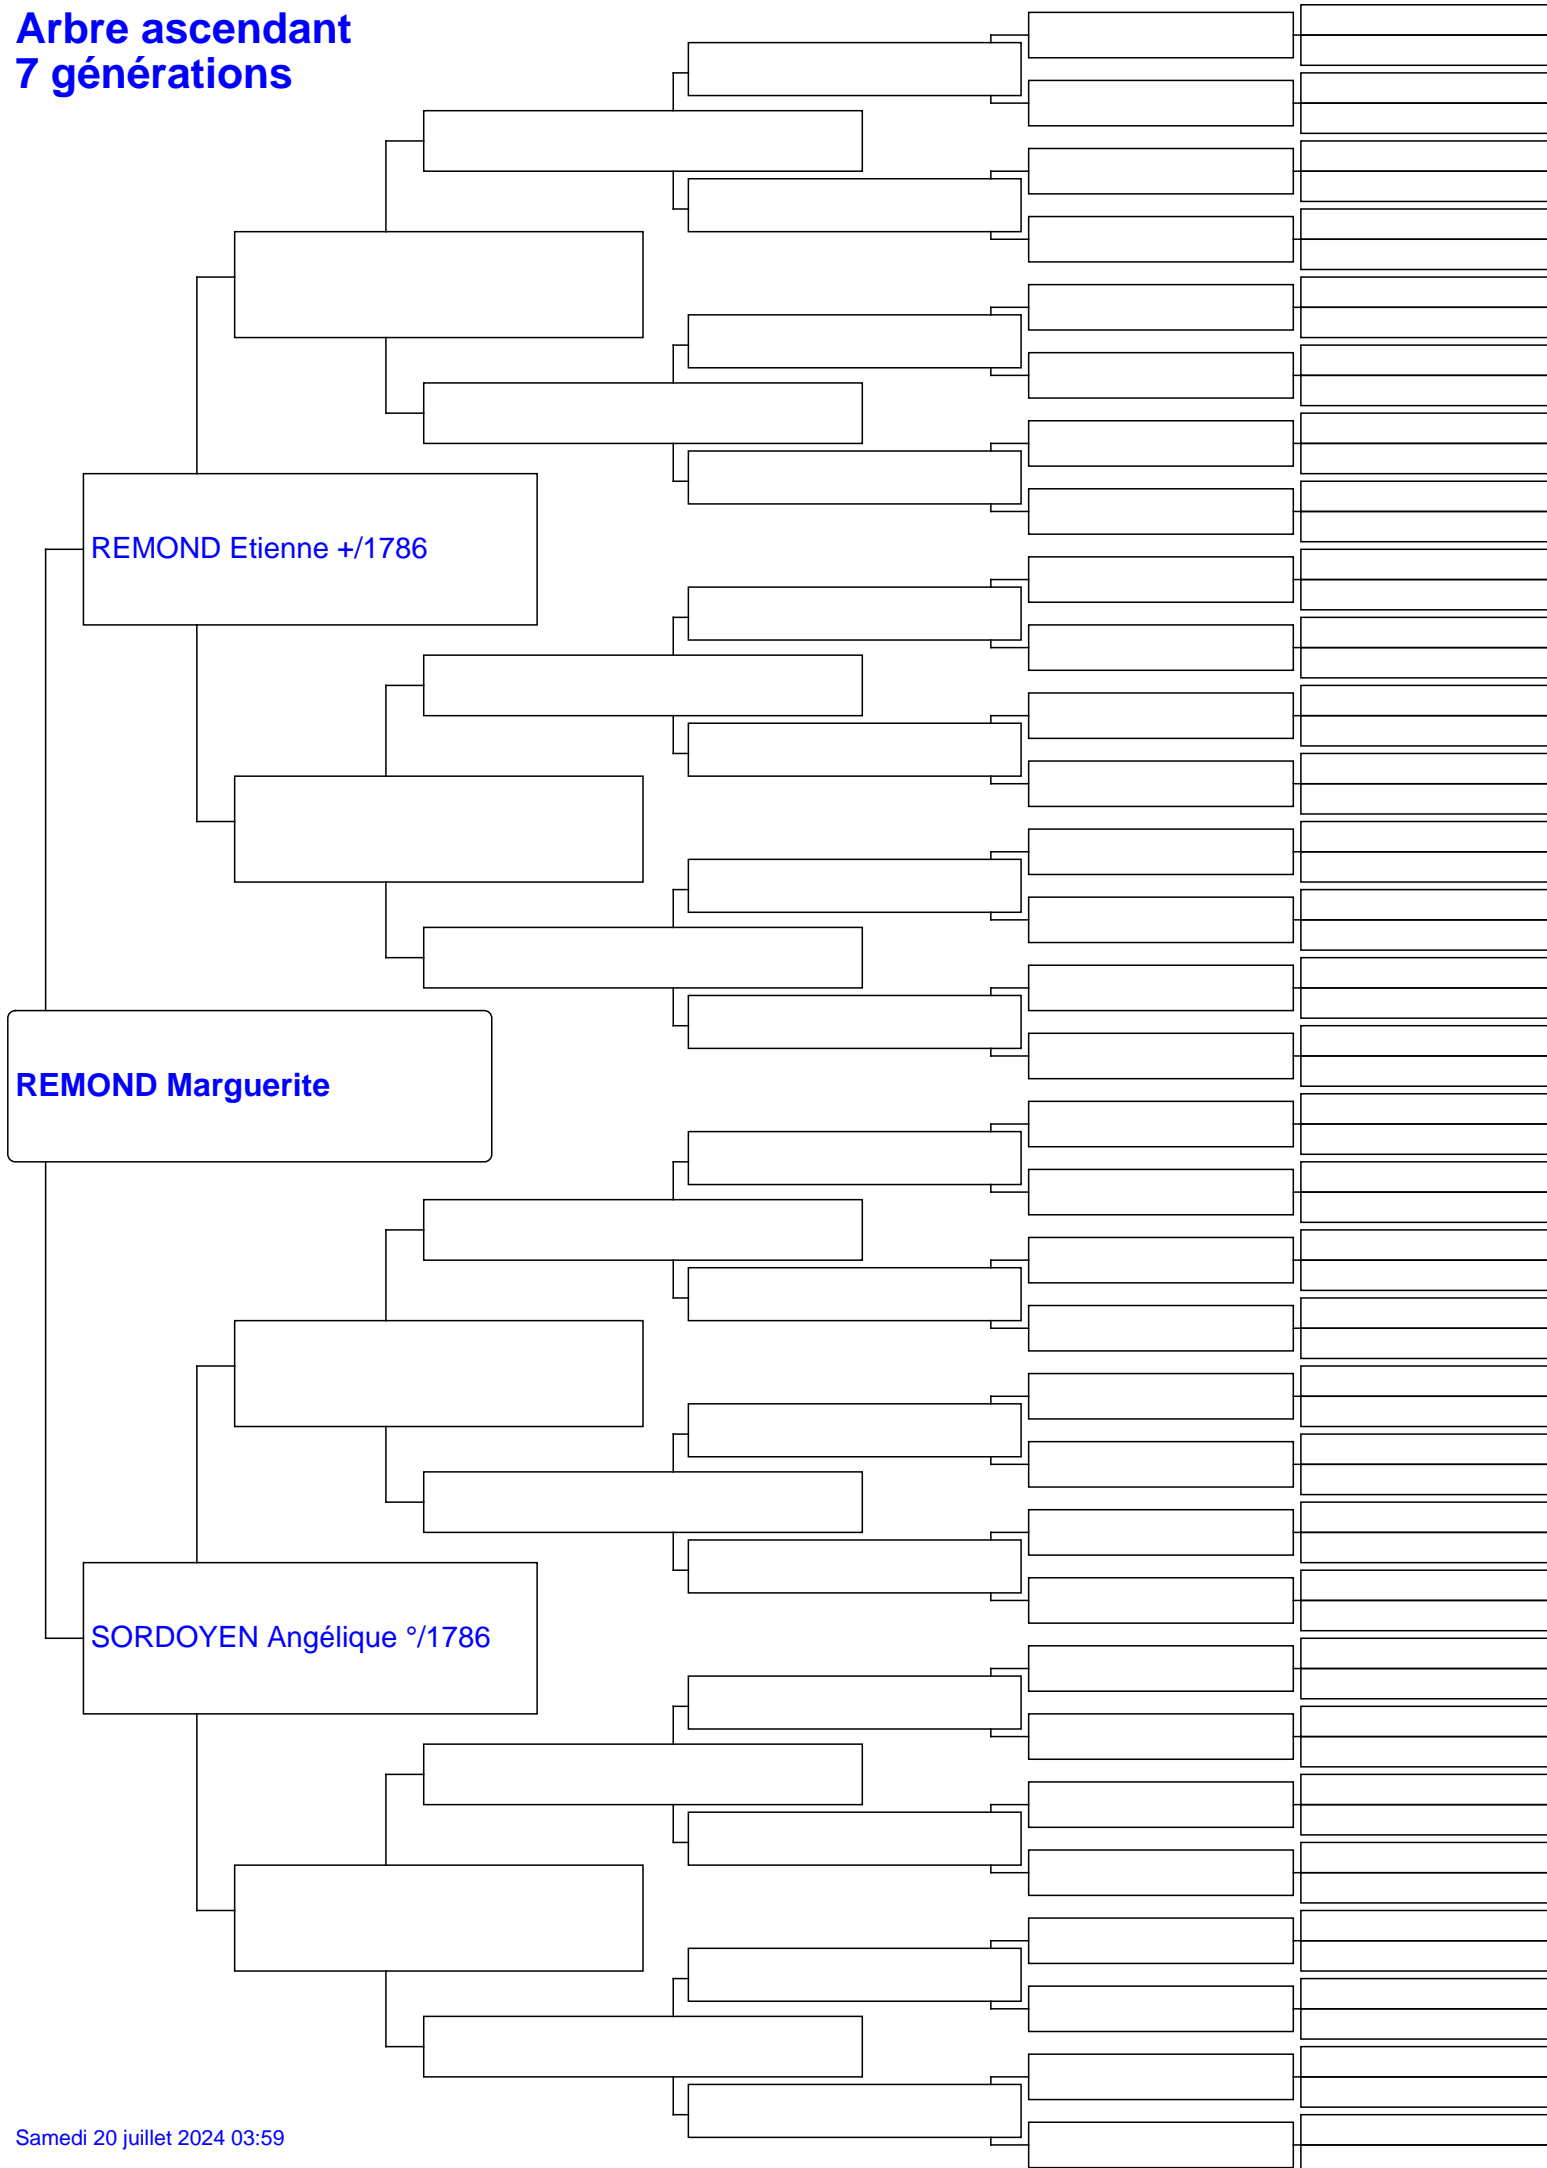 Arbre ascendant
7 générations
REMOND Etienne +/1786
REMOND Marguerite
SORDOYEN Angélique °/1786
Samedi 20 juillet 2024 03:59